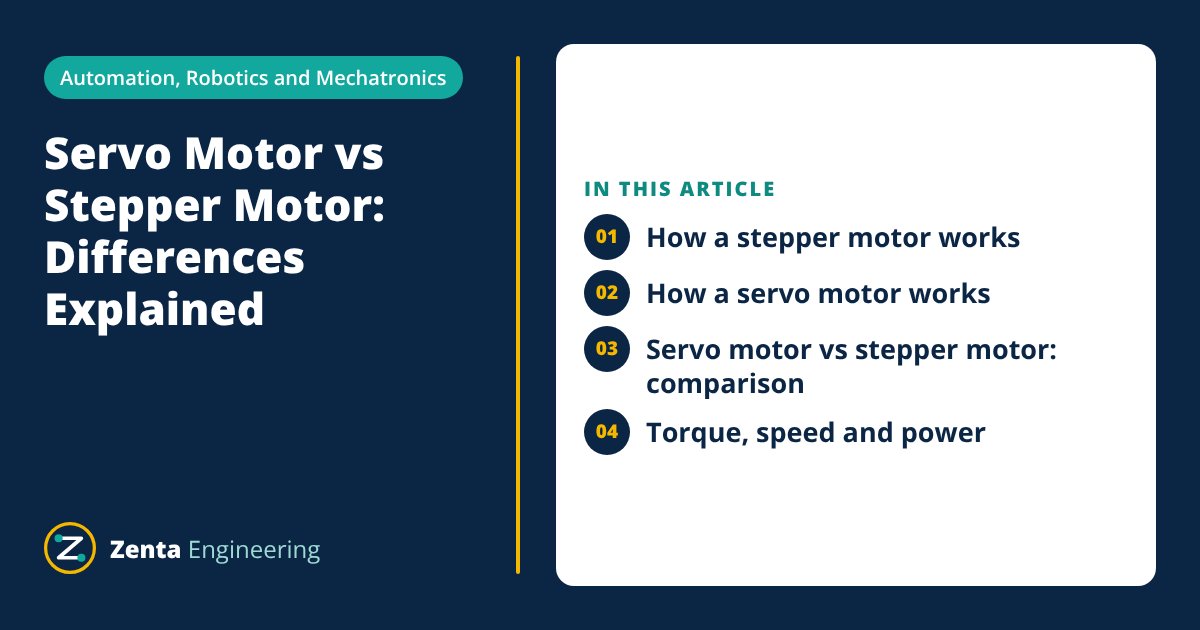 Automation, Robotics and Mechatronics
Servo Motor vs
Stepper Motor:
Differences
Explained
Zenta Engineering
IN THIS ARTICLE
01 How a stepper motor works
02 How a servo motor works
03 Servo motor vs stepper motor:
comparison
04 Torque, speed and power